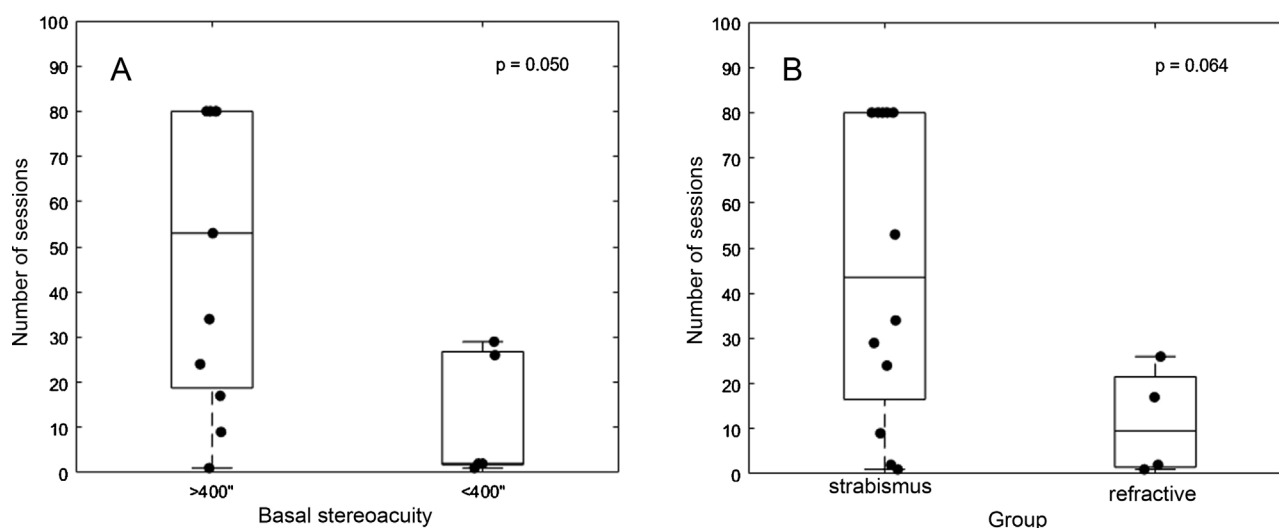 A
p = 0.050
Number of sessions
100
90
80
70
60
50
40
30
20
10
0
>400"
<400"
Basal stereoacuity
B
p = 0.064
Number of sessions
100
90
80
70
60
50
40
30
20
10
0
strabismus
refractive
Group